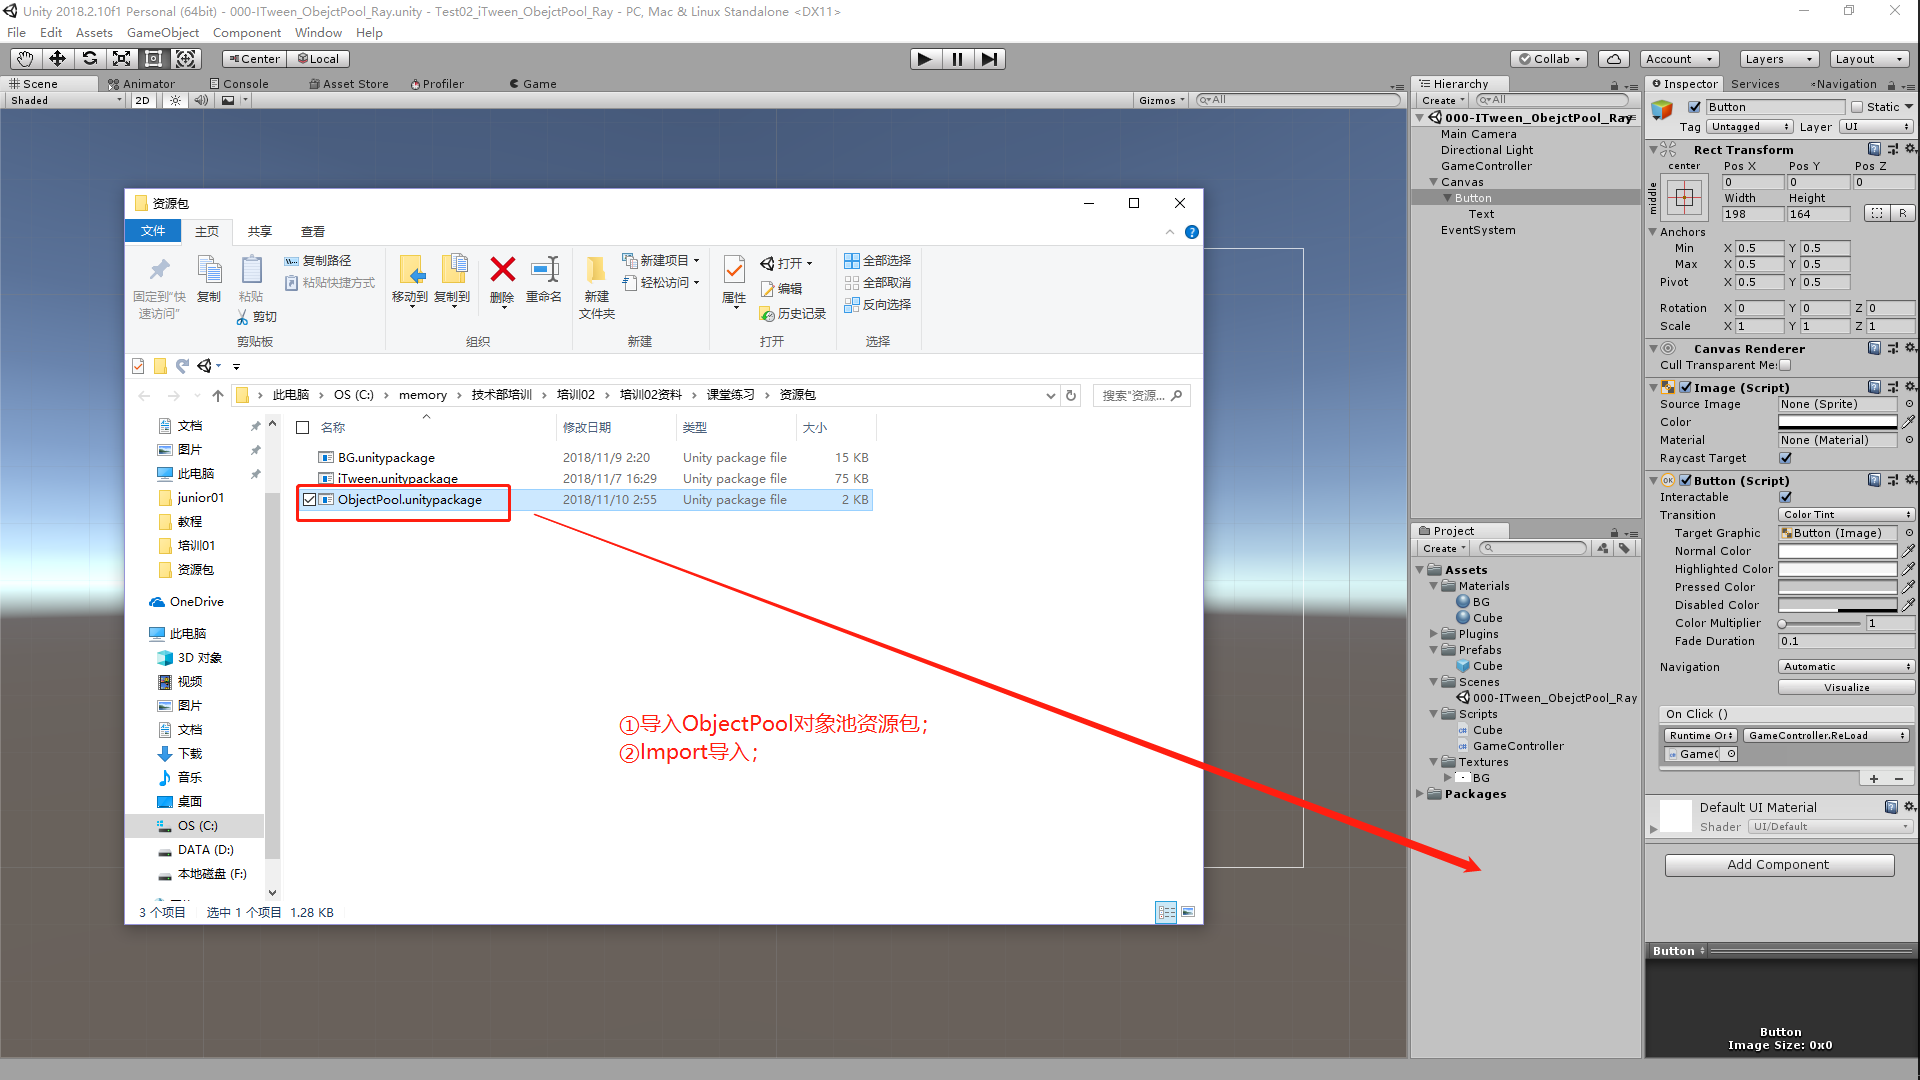 Unity 2018.2.10f1 Personal (64bit) - 000-ITween_ObejctPool_Ray.unity - Test02_iTween_ObejctPool_Ray - PC, Mac & Linux Standalone <DX11>
File Edit Assets GameObject Component Window Help
Center Local Collab Account Layers Layout
Scene Animator Console Asset Store Profiler Game
Shaded 2D Gizmos All
资源包
文件 主页 共享 查看
固定到"快速访问"
复制
粘贴
复制路径
粘贴快捷方式
剪切
剪贴板
移动到 复制到 删除 重命名
组织
新建文件夹
新建项目
轻松访问
新建
属性
打开
编辑
历史记录
打开
全部选择
全部取消
反向选择
选择
此电脑 OS (C:) memory 技术部培训 培训02 培训02资料 课堂练习 资源包
搜索"资源...
文档
图片
此电脑
junior01
教程
培训01
资源包
OneDrive
此电脑
3D 对象
视频
图片
文档
下载
音乐
桌面
OS (C:)
DATA (D:)
本地磁盘 (F:)
名称 修改日期 类型 大小
BG.unitypackage 2018/11/9 2:20 Unity package file 15 KB
iTween.unitypackage 2018/11/7 16:29 Unity package file 75 KB
ObjectPool.unitypackage 2018/11/10 2:55 Unity package file 2 KB
①导入ObjectPool对象池资源包；
②Import导入；
3 个项目 选中 1 个项目 1.28 KB
Hierarchy
Create All
000-ITween_ObejctPool_Ray
Main Camera
Directional Light
GameController
Canvas
Button
Text
EventSystem
Project
Create
Assets
Materials
BG
Cube
Plugins
Prefabs
Cube
Scenes
000-ITween_ObejctPool_Ray
Scripts
Cube
GameController
Textures
BG
Packages
Inspector Services Navigation
Button Static
Tag Untagged Layer UI
Rect Transform
center Pos X Pos Y Pos Z
middle 0 0 0
Width Height
198 164 R
Anchors
Min X 0.5 Y 0.5
Max X 0.5 Y 0.5
Pivot X 0.5 Y 0.5
Rotation X 0 Y 0 Z 0
Scale X 1 Y 1 Z 1
Canvas Renderer
Cull Transparent Me
Image (Script)
Source Image None (Sprite)
Color
Material None (Material)
Raycast Target
OK Button (Script)
Interactable
Transition Color Tint
Target Graphic Button (Image)
Normal Color
Highlighted Color
Pressed Color
Disabled Color
Color Multiplier 1
Fade Duration 0.1
Navigation Automatic
Visualize
On Click ()
Runtime Or GameController.ReLoad
GameC
+ −
Default UI Material
Shader UI/Default
Add Component
Button
Button
Image Size: 0x0